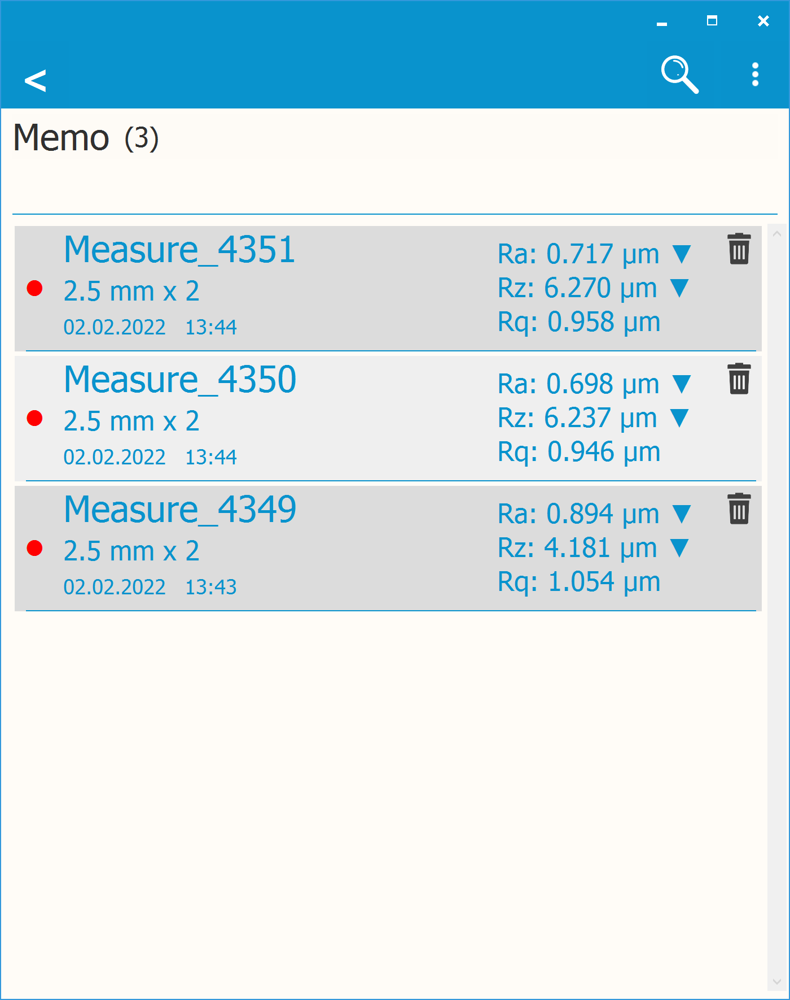 Memo (3)
Measure_4351
2.5 mm x 2
02.02.2022 13:44
Ra: 0.717 µm ▼
Rz: 6.270 µm ▼
Rq: 0.958 µm
Measure_4350
2.5 mm x 2
02.02.2022 13:44
Ra: 0.698 µm ▼
Rz: 6.237 µm ▼
Rq: 0.946 µm
Measure_4349
2.5 mm x 2
02.02.2022 13:43
Ra: 0.894 µm ▼
Rz: 4.181 µm ▼
Rq: 1.054 µm